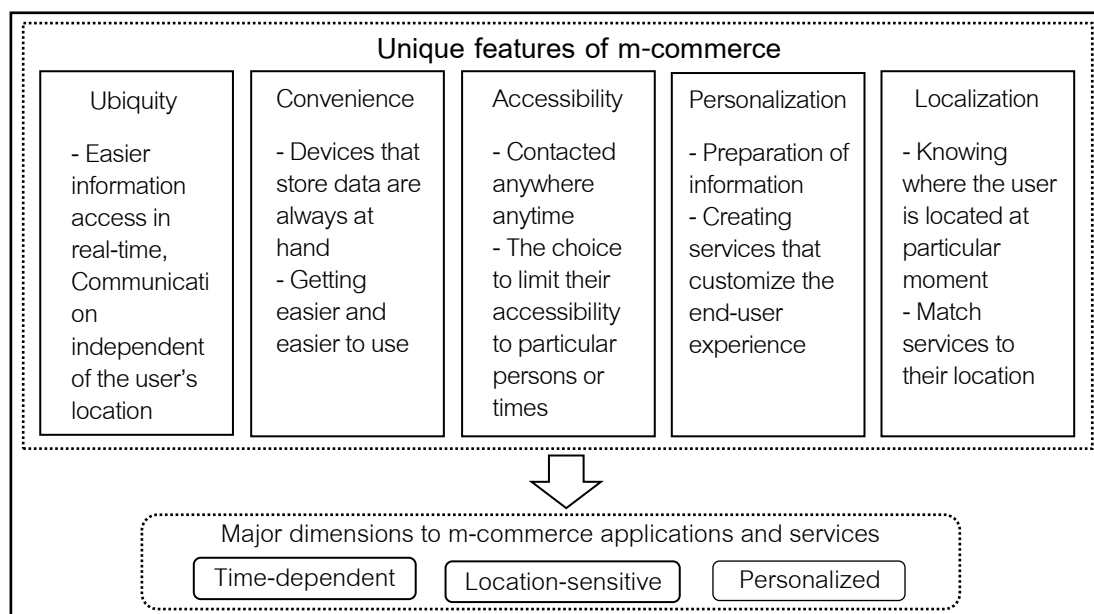 Unique features of m-commerce
Ubiquity
- Easier
information
access in
real-time,
Communicati
on
independent
of the user's
location
Convenience
- Devices that
store data are
always at
hand
- Getting
easier and
easier to use
Accessibility
- Contacted
anywhere
anytime
- The choice
to limit their
accessibility
to particular
persons or
times
Personalization
- Preparation of
information
- Creating
services that
customize the
end-user
experience
Localization
- Knowing
where the user
is located at
particular
moment
- Match
services to
their location
Major dimensions to m-commerce applications and services
Time-dependent
Location-sensitive
Personalized